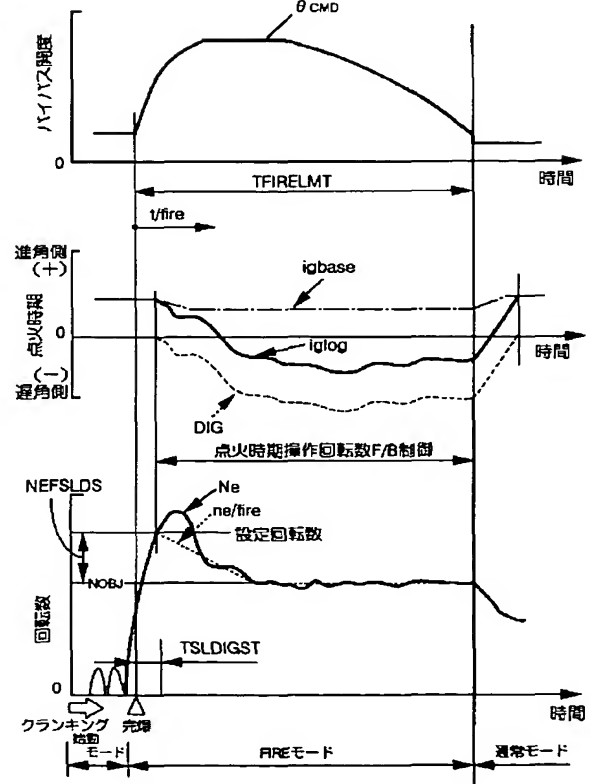 θCMD
バイパス開度
0
時間
TFIRELMT
t/fire
進角側
(+)
点火時期
0
(−)
遅角側
igbase
iglog
時間
DIG
点火時期操作回転数F/B制御
NEFSLDS
Ne
ne/fire
設定回転数
NOBJ
回転数
TSLDIGST
0
時間
クランキング
完爆
始動
モード
FIREモード
通常モード